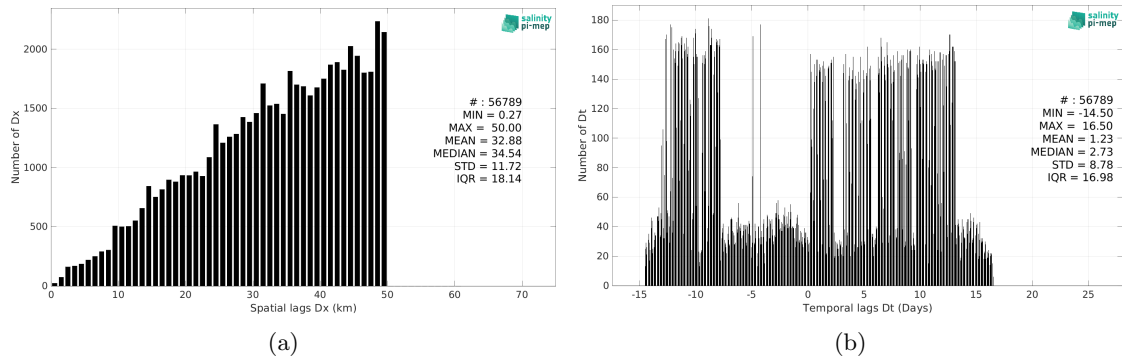 salinity
pi-mep
2000
1500
1000
500
0
Number of Dx
# : 56789
MIN = 0.27
MAX = 50.00
MEAN = 32.88
MEDIAN = 34.54
STD = 11.72
IQR = 18.14
0 10 20 30 40 50 60 70
Spatial lags Dx (km)
(a)
salinity
pi-mep
180
160
140
120
100
80
60
40
20
0
Number of Dt
# : 56789
MIN = -14.50
MAX = 16.50
MEAN = 1.23
MEDIAN = 2.73
STD = 8.78
IQR = 16.98
-15 -10 -5 0 5 10 15 20 25
Temporal lags Dt (Days)
(b)